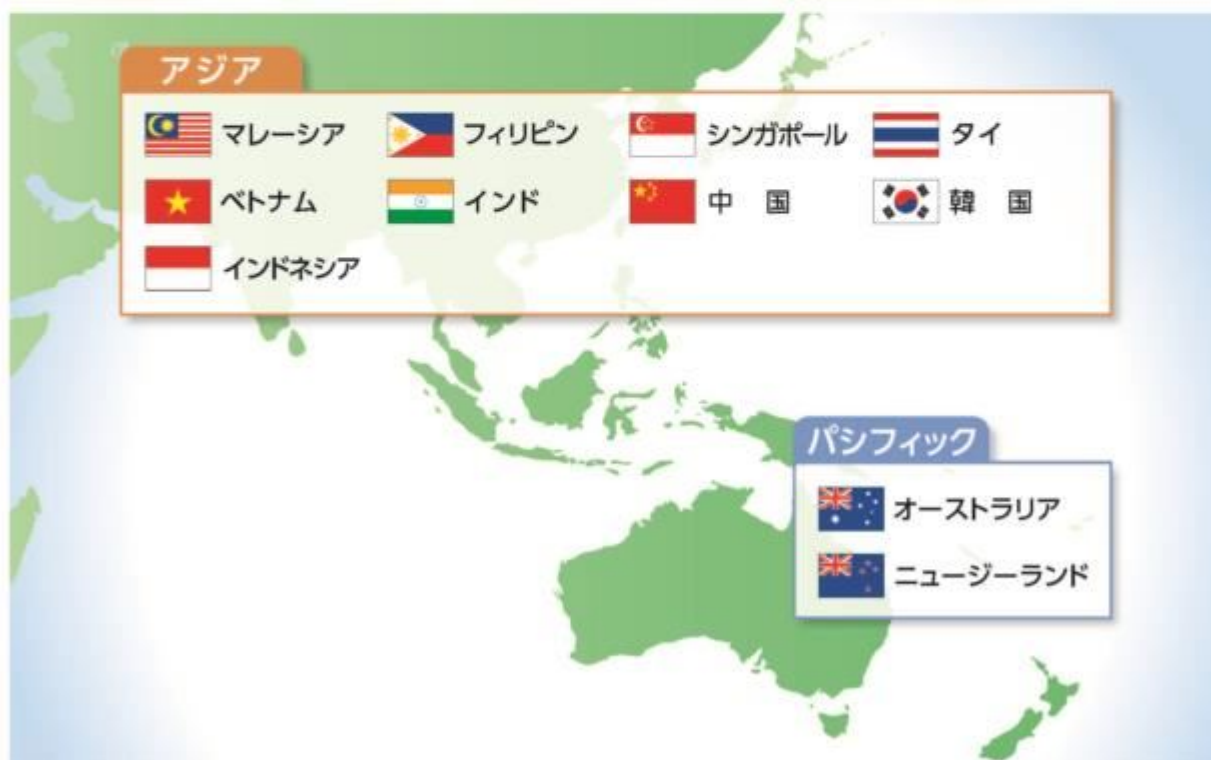 アジア
マレーシア フィリピン シンガポール タイ
ベトナム インド 中 国 韓 国
インドネシア
パシフィック
オーストラリア
ニュージーランド